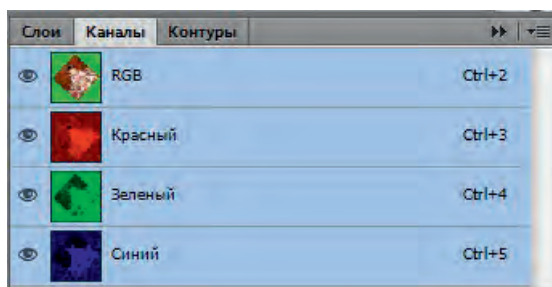 Слои Каналы Контуры
RGB Ctrl+2
Красный Ctrl+3
Зеленый Ctrl+4
Синий Ctrl+5